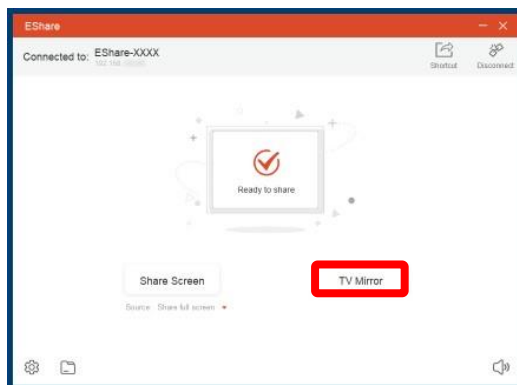 EShare
Connected to: EShare-XXXX
Shortcut
Disconnect
Ready to share
Share Screen
TV Mirror
Source Share full screen